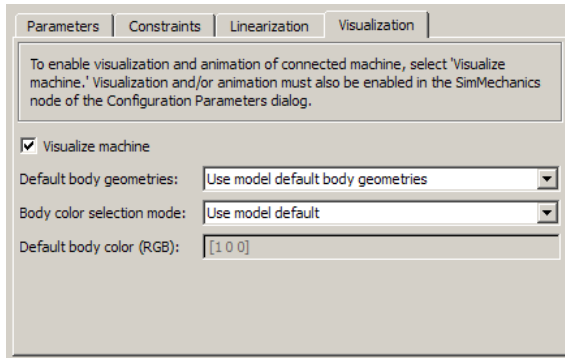 Parameters Constraints Linearization Visualization
To enable visualization and animation of connected machine, select 'Visualize
machine.' Visualization and/or animation must also be enabled in the SimMechanics
node of the Configuration Parameters dialog.
Visualize machine
Default body geometries: Use model default body geometries
Body color selection mode: Use model default
Default body color (RGB): [1 0 0]